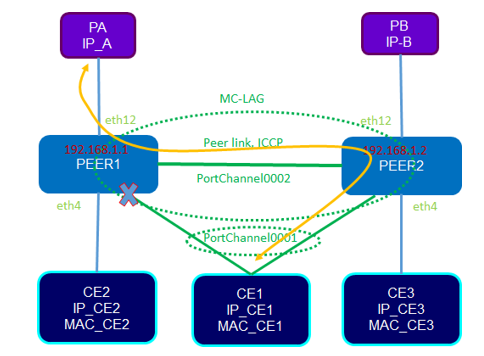 PA
IP_A
PB
IP-B
MC-LAG
eth12
eth12
192.168.1.1
PEER1
Peer link, ICCP
192.168.1.2
PEER2
PortChannel0002
eth4
eth4
PortChannel0001
CE2
IP_CE2
MAC_CE2
CE1
IP_CE1
MAC_CE1
CE3
IP_CE3
MAC_CE3